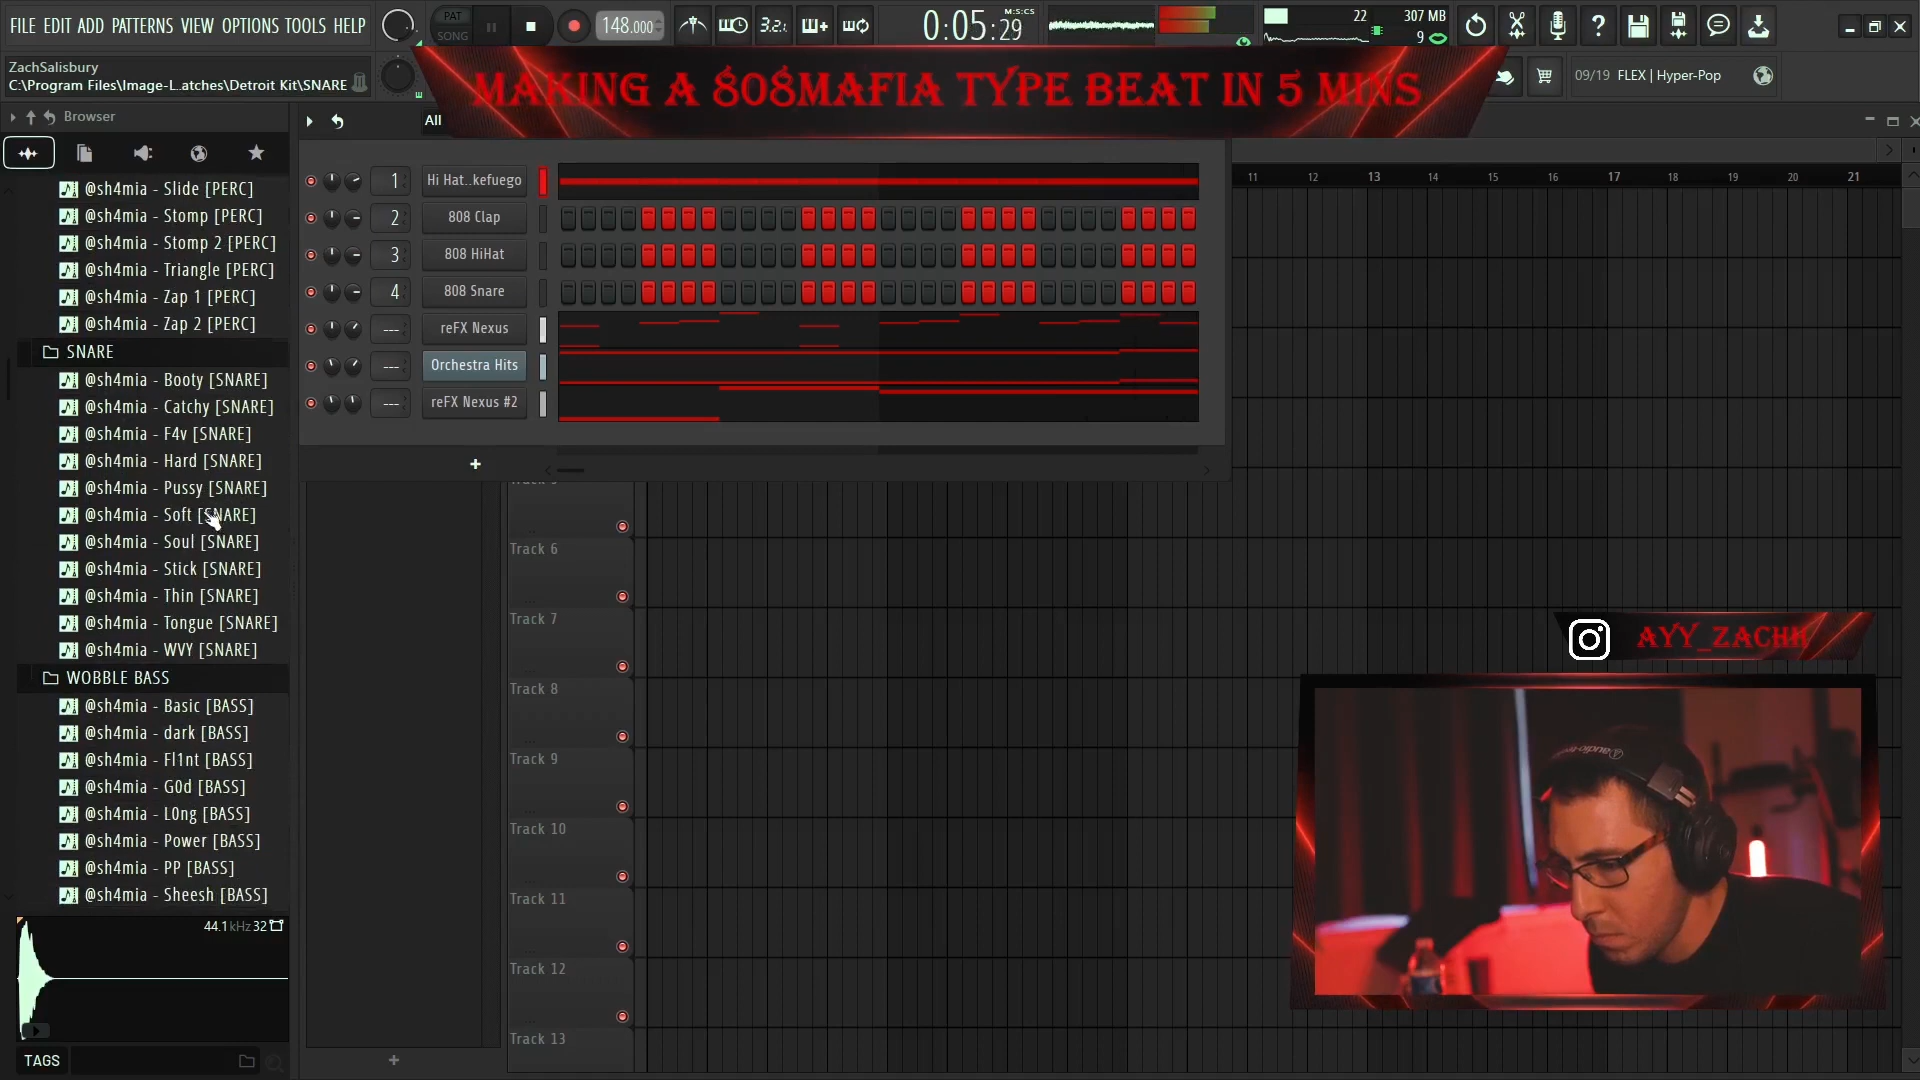 FILE EDIT ADD PATTERNS VIEW OPTIONS TOOLS HELP
PAT
SONG
148.000
3.2.
0:05:29
M:S:CS
22
307 MB
9
ZachSalisbury
C:\Program Files\Image-L..atches\Detroit Kit\SNARE
MAKING A 808MAFIA TYPE BEAT IN 5 MINS
09/19 FLEX | Hyper-Pop
Browser
All
@sh4mia - Slide [PERC]
@sh4mia - Stomp [PERC]
@sh4mia - Stomp 2 [PERC]
@sh4mia - Triangle [PERC]
@sh4mia - Zap 1 [PERC]
@sh4mia - Zap 2 [PERC]
SNARE
@sh4mia - Booty [SNARE]
@sh4mia - Catchy [SNARE]
@sh4mia - F4v [SNARE]
@sh4mia - Hard [SNARE]
@sh4mia - Pussy [SNARE]
@sh4mia - Soft [SNARE]
@sh4mia - Soul [SNARE]
@sh4mia - Stick [SNARE]
@sh4mia - Thin [SNARE]
@sh4mia - Tongue [SNARE]
@sh4mia - WVY [SNARE]
WOBBLE BASS
@sh4mia - Basic [BASS]
@sh4mia - dark [BASS]
@sh4mia - Fl1nt [BASS]
@sh4mia - G0d [BASS]
@sh4mia - L0ng [BASS]
@sh4mia - Power [BASS]
@sh4mia - PP [BASS]
@sh4mia - Sheesh [BASS]
44.1kHz 32
TAGS
1 Hi Hat..kefuego
2 808 Clap
3 808 HiHat
4 808 Snare
--- reFX Nexus
--- Orchestra Hits
--- reFX Nexus #2
11 12 13 14 15 16 17 18 19 20 21
Track 6
Track 7
Track 8
Track 9
Track 10
Track 11
Track 12
Track 13
AYY_ZACHH